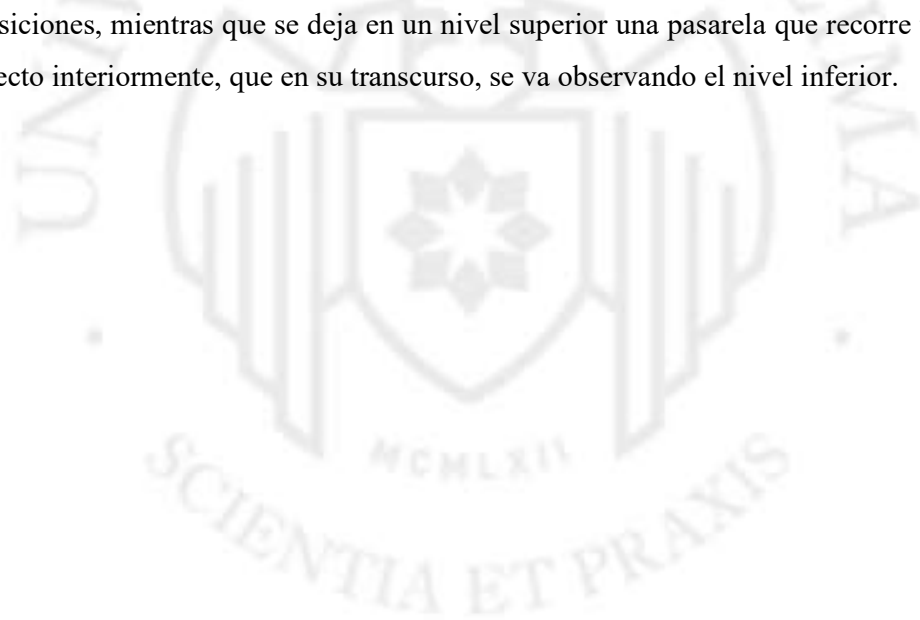 siciones, mientras que se deja en un nivel superior una pasarela que recorre
ecto interiormente, que en su transcurso, se va observando el nivel inferior.
MCMLXII
SCIENTIA ET PRAXIS